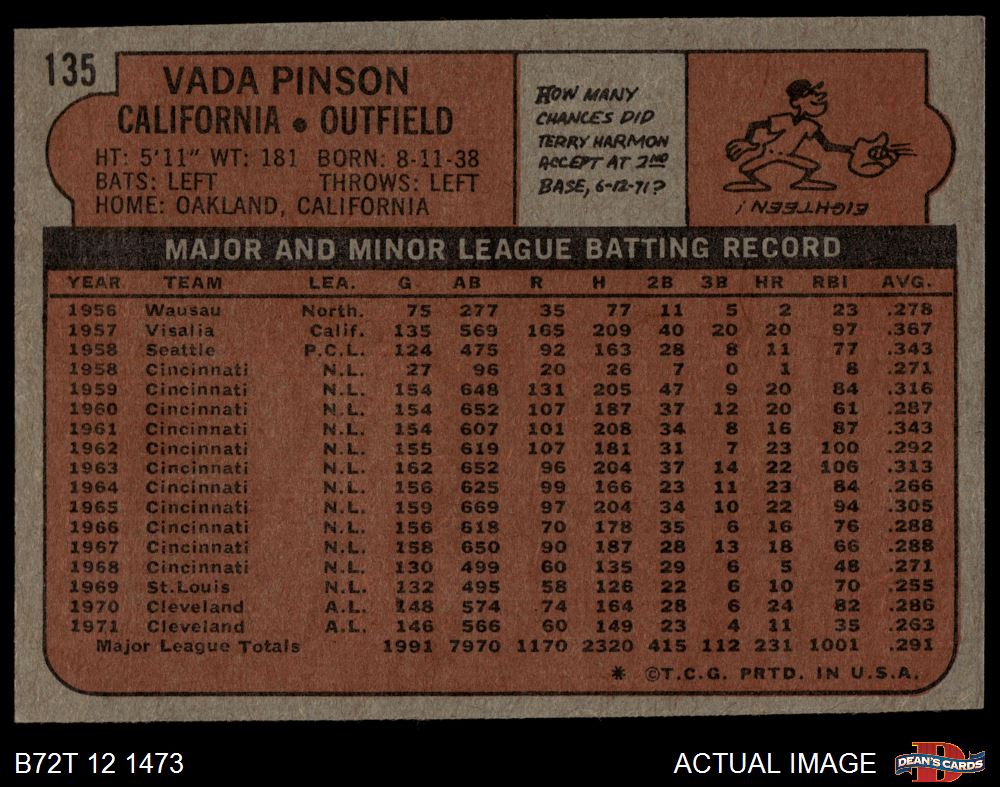 135
VADA PINSON
CALIFORNIA • OUTFIELD
HT: 5'11" WT: 181 BORN: 8-11-38
BATS: LEFT THROWS: LEFT
HOME: OAKLAND, CALIFORNIA
HOW MANY
CHANCES DID
TERRY HARMON
ACCEPT AT 2ND
BASE, 6-12-71?
EIGHTEEN!
MAJOR AND MINOR LEAGUE BATTING RECORD
YEAR TEAM LEA. G AB R H 2B 3B HR RBI AVG.
1956 Wausau North. 75 277 35 77 11 5 2 23 .278
1957 Visalia Calif. 135 569 165 209 40 20 20 97 .367
1958 Seattle P.C.L. 124 475 92 163 28 8 11 77 .343
1958 Cincinnati N.L. 27 96 20 26 7 0 1 8 .271
1959 Cincinnati N.L. 154 648 131 205 47 9 20 84 .316
1960 Cincinnati N.L. 154 652 107 187 37 12 20 61 .287
1961 Cincinnati N.L. 154 607 101 208 34 8 16 87 .343
1962 Cincinnati N.L. 155 619 107 181 31 7 23 100 .292
1963 Cincinnati N.L. 162 652 96 204 37 14 22 106 .313
1964 Cincinnati N.L. 156 625 99 166 23 11 23 84 .266
1965 Cincinnati N.L. 159 669 97 204 34 10 22 94 .305
1966 Cincinnati N.L. 156 618 70 178 35 6 16 76 .288
1967 Cincinnati N.L. 158 650 90 187 28 13 18 66 .288
1968 Cincinnati N.L. 130 499 60 135 29 6 5 48 .271
1969 St.Louis N.L. 132 495 58 126 22 6 10 70 .255
1970 Cleveland A.L. 148 574 74 164 28 6 24 82 .286
1971 Cleveland A.L. 146 566 60 149 23 4 11 35 .263
Major League Totals 1991 7970 1170 2320 415 112 231 1001 .291
* ©T.C.G. PRTD. IN U.S.A.
B72T 12 1473 ACTUAL IMAGE DEAN'S CARDS